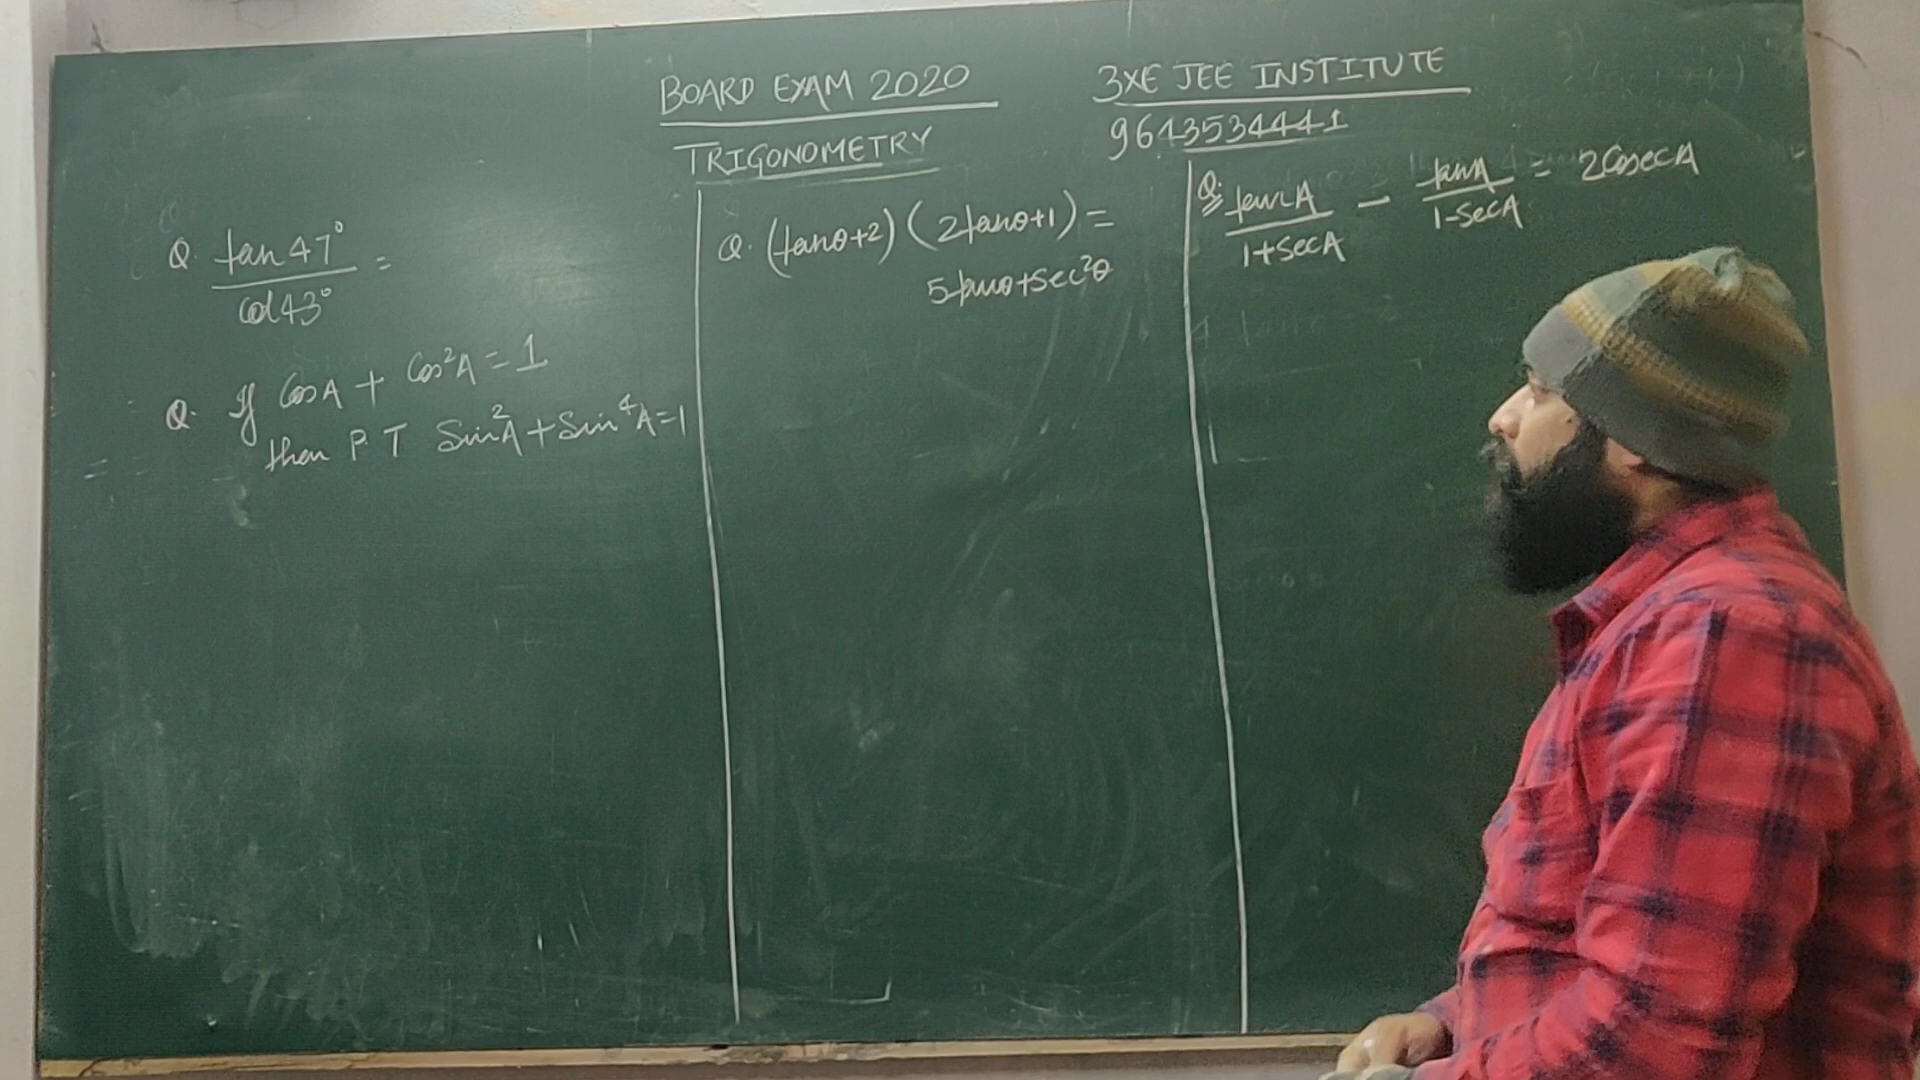 BOARD EXAM 2020
TRIGONOMETRY
3XE JEE INSTITUTE
9643534441
Q. tan 47° =
cot 43°
Q. If CosA + Cos²A = 1
then P.T Sin²A + Sin⁴A = 1
Q. (tanθ+2) (2tanθ+1) =
5tanθ+sec²θ
Q: tanA - tanA = 2CosecA
1+secA 1-secA